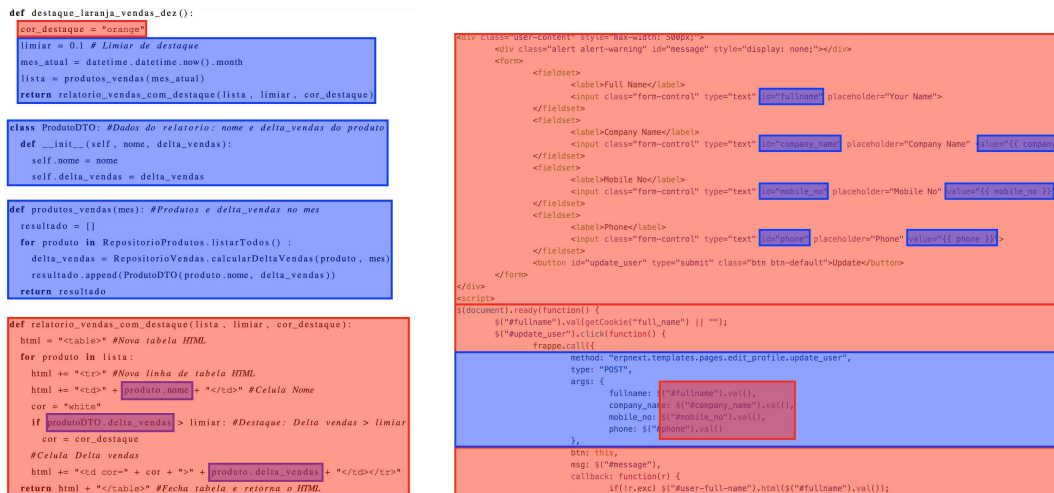 def destaque_laranja_vendas_dez():
cor_destaque = "orange"
limiar = 0.1 # Limiar de destaque
mes_atual = datetime.datetime.now().month
lista = produtos_vendas(mes_atual)
return relatorio_vendas_com_destaque(lista, limiar, cor_destaque)
class ProdutoDTO: #Dados do relatorio: nome e delta_vendas do produto
def __init__(self, nome, delta_vendas):
self.nome = nome
self.delta_vendas = delta_vendas
def produtos_vendas(mes): #Produtos e delta_vendas no mes
resultado = []
for produto in RepositorioProdutos.listarTodos() :
delta_vendas = RepositorioVendas.calcularDeltaVendas(produto, mes)
resultado.append(ProdutoDTO(produto.nome, delta_vendas))
return resultado
def relatorio_vendas_com_destaque(lista, limiar, cor_destaque):
html = "<table>" #Nova tabela HTML
for produto in lista:
html += "<tr>" #Nova linha de tabela HTML
html += "<td>" + produto.nome + "</td>" #Celula Nome
cor = "white"
if produtoDTO.delta_vendas > limiar: #Destaque: Delta vendas > limiar
cor = cor_destaque
#Celula Delta vendas
html += "<td cor=" + cor + ">" + produto.delta_vendas + "</td></tr>"
return html + "</table>" #Fecha tabela e retorna o HTML
<div class="user-content" style="max-width: 500px;">
<div class="alert alert-warning" id="message" style="display: none;"></div>
<form>
<fieldset>
<label>Full Name</label>
<input class="form-control" type="text" id="fullname" placeholder="Your Name">
</fieldset>
<fieldset>
<label>Company Name</label>
<input class="form-control" type="text" id="company_name" placeholder="Company Name" value="{{ company
</fieldset>
<fieldset>
<label>Mobile No</label>
<input class="form-control" type="text" id="mobile_no" placeholder="Mobile No" value="{{ mobile_no }}"
</fieldset>
<fieldset>
<label>Phone</label>
<input class="form-control" type="text" id="phone" placeholder="Phone" value="{{ phone }}">
</fieldset>
<button id="update_user" type="submit" class="btn btn-default">Update</button>
</form>
</div>
<script>
$(document).ready(function() {
$("#fullname").val(getCookie("full_name") || "");
$("#update_user").click(function() {
frappe.call({
method: "erpnext.templates.pages.edit_profile.update_user",
type: "POST",
args: {
fullname: $("#fullname").val(),
company_name: $("#company_name").val(),
mobile_no: $("#mobile_no").val(),
phone: $("#phone").val()
},
btn: this,
msg: $("#message"),
callback: function(r) {
if(!r.exc) $("#user-full-name").html($("#fullname").val());